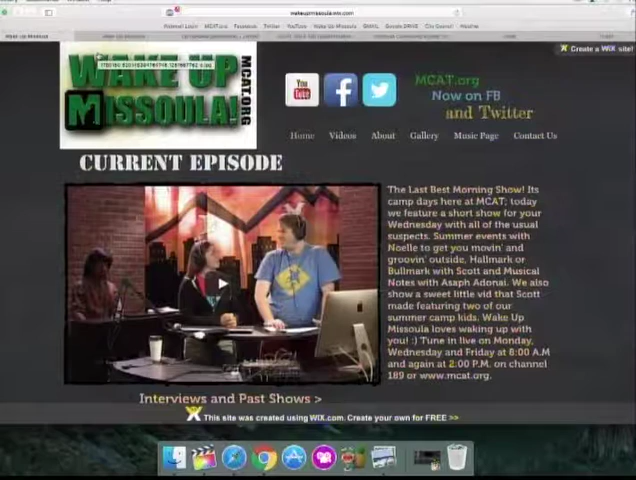 wakeupmissoula.wix.com
Create a WiX site!
WAKE UP
MISSOULA!
MCAT.ORG
You
Tube
MCAT.org
Now on FB
and Twitter
Home Videos About Gallery Music Page Contact Us
CURRENT EPISODE
The Last Best Morning Show! Its
camp days here at MCAT; today
we feature a short show for your
Wednesday with all of the usual
suspects. Summer events with
Noelle to get you movin' and
groovin' outside, Hallmark or
Bullmark with Scott and Musical
Notes with Asaph Adonai. We also
show a sweet little vid that Scott
made featuring two of our
summer camp kids. Wake Up
Missoula loves waking up with
you! :) Tune in live on Monday,
Wednesday and Friday at 8:00 A.M
and again at 2:00 P.M. on channel
189 or www.mcat.org.
Interviews and Past Shows >
This site was created using WIX.com. Create your own for FREE >>